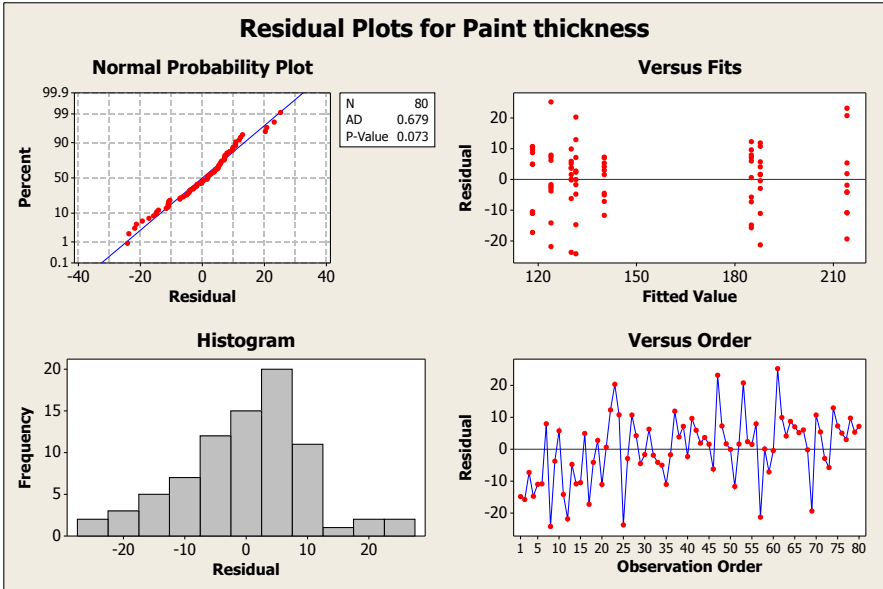 Residual Plots for Paint thickness
Normal Probability Plot
99.9
99
90
50
10
1
0.1
Percent
-40 -20 0 20 40
Residual
N 80
AD 0.679
P-Value 0.073
Versus Fits
20
10
0
-10
-20
Residual
120 150 180 210
Fitted Value
Histogram
20
15
10
5
0
Frequency
-20 -10 0 10 20
Residual
Versus Order
20
10
0
-10
-20
Residual
1 5 10 15 20 25 30 35 40 45 50 55 60 65 70 75 80
Observation Order